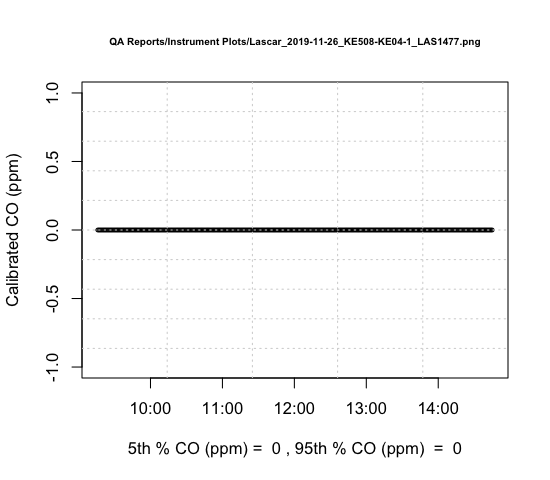 QA Reports/Instrument Plots/Lascar_2019-11-26_KE508-KE04-1_LAS1477.png
1.0
0.5
0.0
-0.5
-1.0
Calibrated CO (ppm)
10:00 11:00 12:00 13:00 14:00
5th % CO (ppm) = 0 , 95th % CO (ppm) = 0